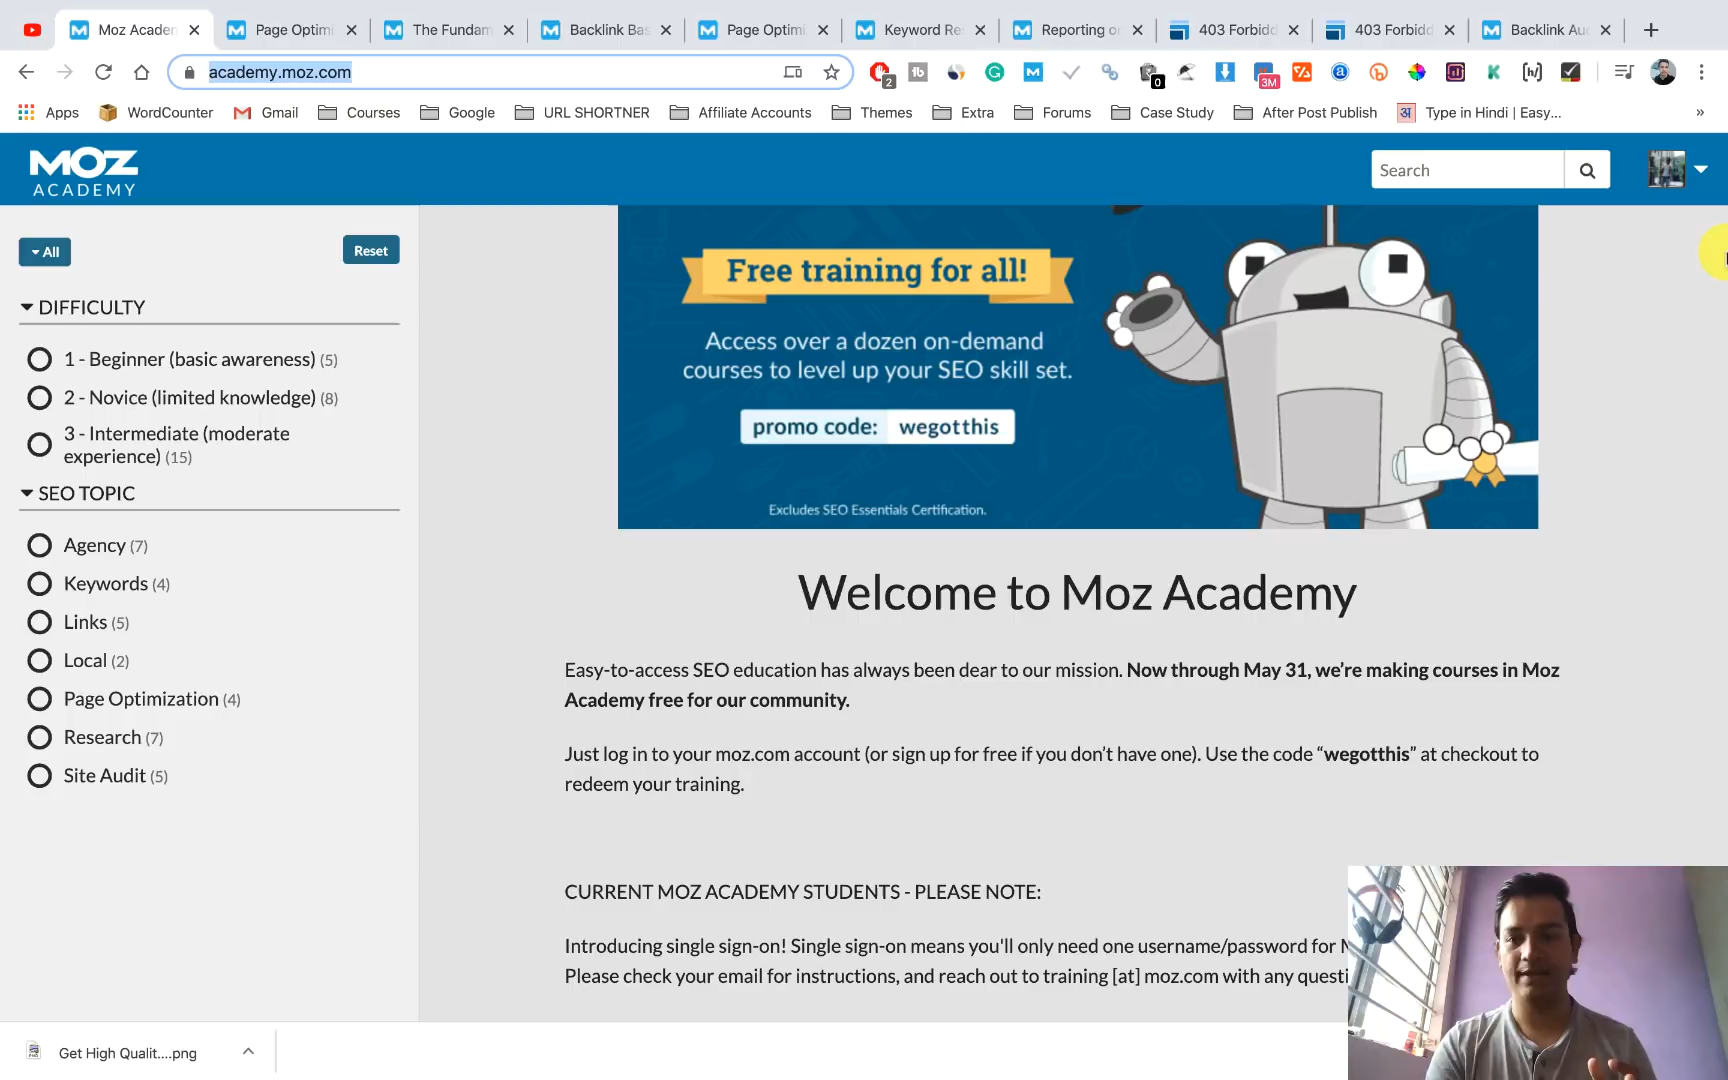 Moz Academ
Page Optimi
The Fundam
Backlink Bas
Page Optimi
Keyword Re
Reporting on
403 Forbidd
403 Forbidd
Backlink Au
academy.moz.com
2
0
3M
Apps
WordCounter
Gmail
Courses
Google
URL SHORTNER
Affiliate Accounts
Themes
Extra
Forums
Case Study
After Post Publish
अ
Type in Hindi | Easy...
»
MOZ
ACADEMY
Search
All
Reset
DIFFICULTY
1 - Beginner (basic awareness) (5)
2 - Novice (limited knowledge) (8)
3 - Intermediate (moderate
experience) (15)
SEO TOPIC
Agency (7)
Keywords (4)
Links (5)
Local (2)
Page Optimization (4)
Research (7)
Site Audit (5)
Free training for all!
Access over a dozen on-demand
courses to level up your SEO skill set.
promo code: wegotthis
Excludes SEO Essentials Certification.
Welcome to Moz Academy
Easy-to-access SEO education has always been dear to our mission. Now through May 31, we're making courses in Moz
Academy free for our community.
Just log in to your moz.com account (or sign up for free if you don't have one). Use the code “wegotthis” at checkout to
redeem your training.
CURRENT MOZ ACADEMY STUDENTS - PLEASE NOTE:
Introducing single sign-on! Single sign-on means you'll only need one username/password for M
Please check your email for instructions, and reach out to training [at] moz.com with any questi
Get High Qualit....png